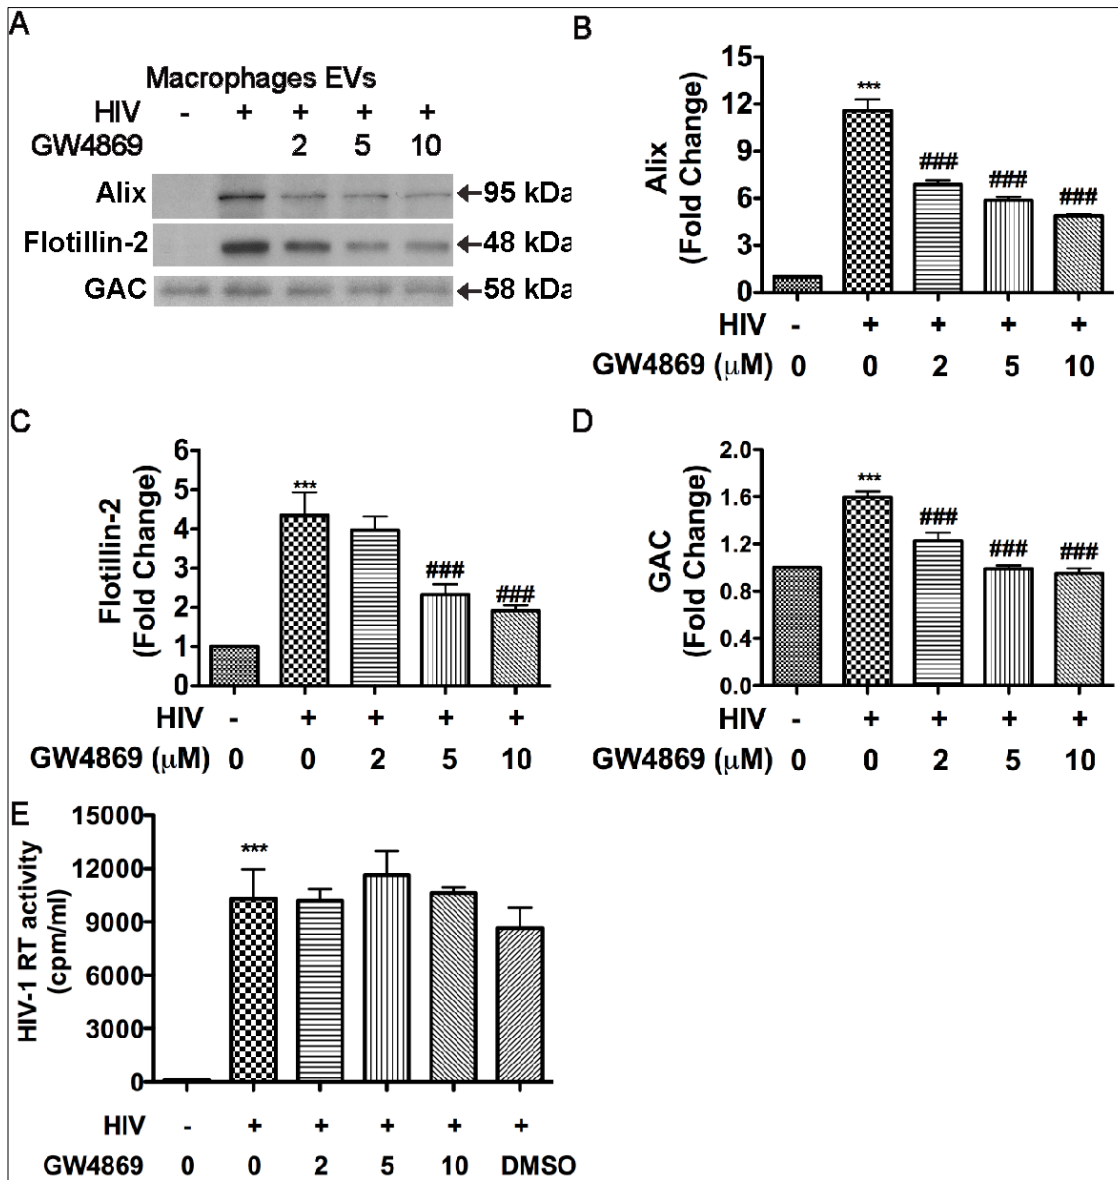 A
Macrophages EVs
HIV - + + + +
GW4869 2 5 10
Alix 95 kDa
Flotillin-2 48 kDa
GAC 58 kDa
B
Alix
(Fold Change)
15
12
9
6
3
0
***
###
###
###
HIV - + + + +
GW4869 (μM) 0 0 2 5 10
C
Flotillin-2
(Fold Change)
6
5
4
3
2
1
0
***
###
###
HIV - + + + +
GW4869 (μM) 0 0 2 5 10
D
GAC
(Fold Change)
2.0
1.6
1.2
0.8
0.4
0.0
***
###
###
###
HIV - + + + +
GW4869 (μM) 0 0 2 5 10
E
HIV-1 RT activity
(cpm/ml)
15000
12000
9000
6000
3000
0
***
HIV - + + + + +
GW4869 0 0 2 5 10 DMSO